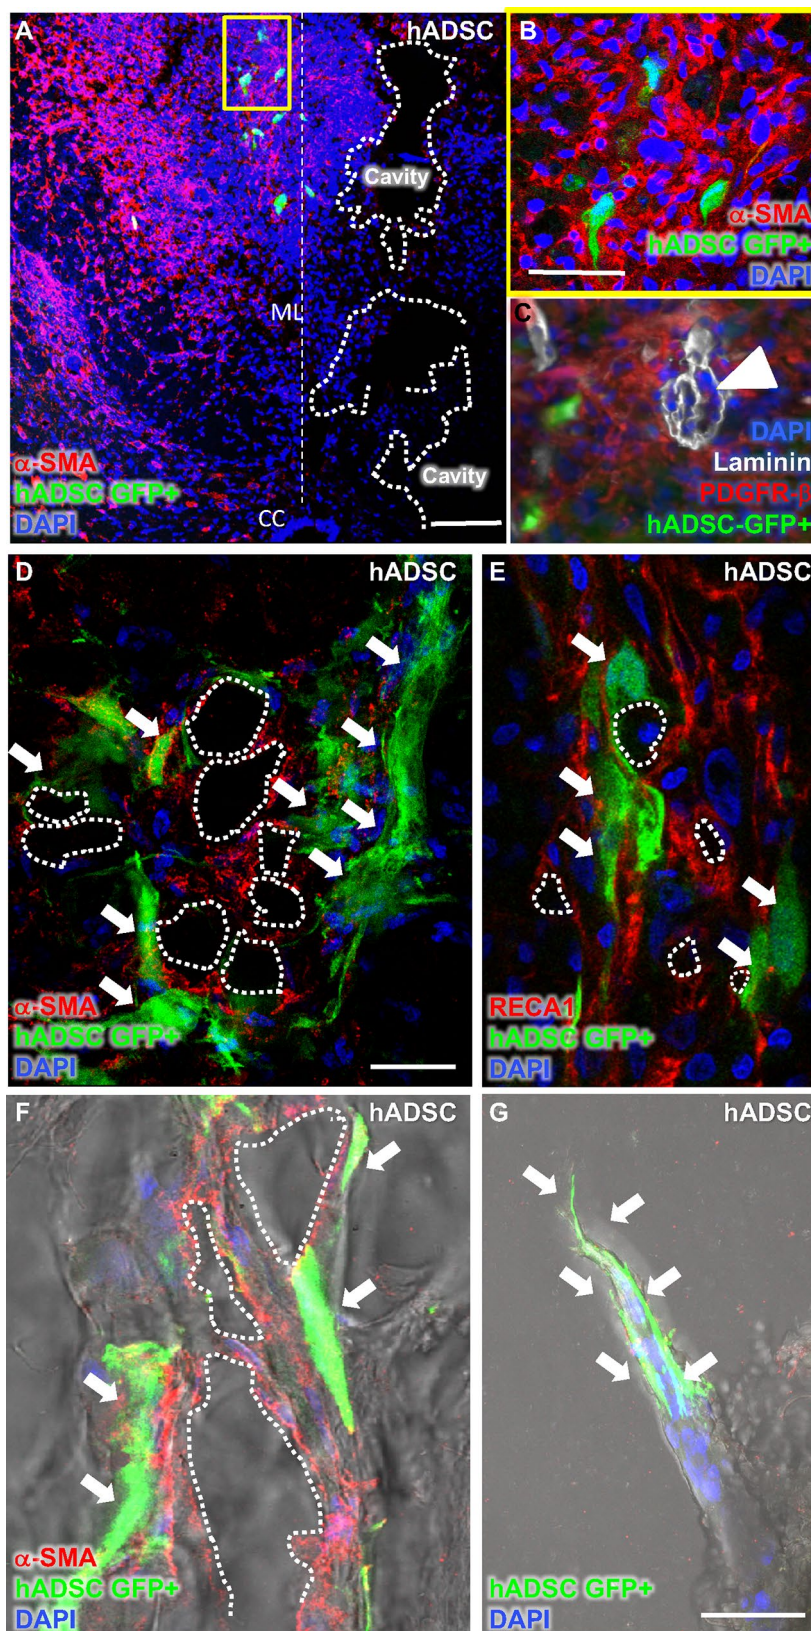 A
hADSC
Cavity
ML
Cavity
CC
α-SMA
hADSC GFP+
DAPI
B
α-SMA
hADSC GFP+
DAPI
C
DAPI
Laminin
PDGFR-β
hADSC-GFP+
D
hADSC
α-SMA
hADSC GFP+
DAPI
E
hADSC
RECA1
hADSC GFP+
DAPI
F
hADSC
α-SMA
hADSC GFP+
DAPI
G
hADSC
hADSC GFP+
DAPI